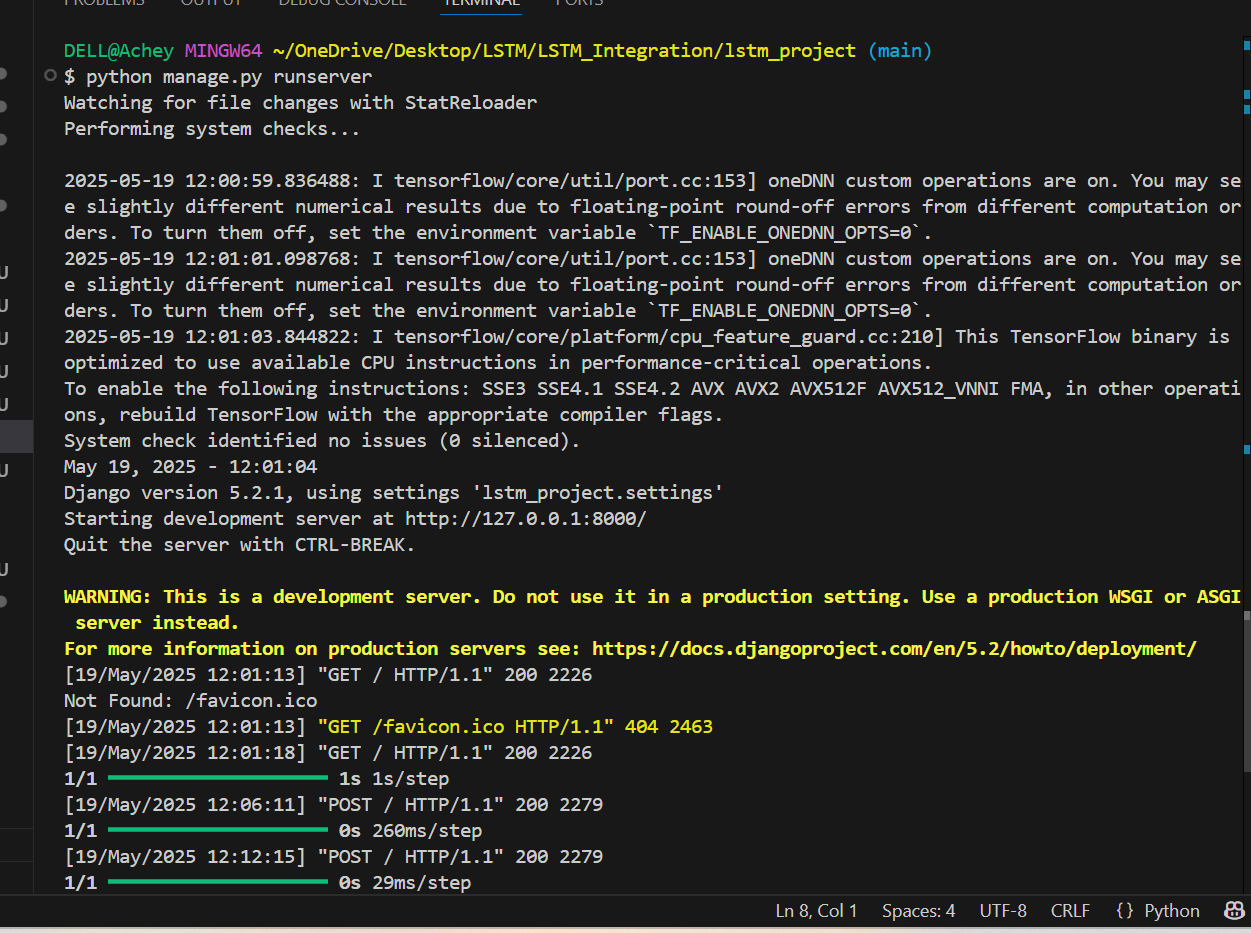 PROBLEMS OUTPUT DEBUG CONSOLE TERMINAL PORTS
DELL@Achey MINGW64 ~/OneDrive/Desktop/LSTM/LSTM_Integration/lstm_project (main)
$ python manage.py runserver
Watching for file changes with StatReloader
Performing system checks...
2025-05-19 12:00:59.836488: I tensorflow/core/util/port.cc:153] oneDNN custom operations are on. You may se
e slightly different numerical results due to floating-point round-off errors from different computation or
ders. To turn them off, set the environment variable `TF_ENABLE_ONEDNN_OPTS=0`.
2025-05-19 12:01:01.098768: I tensorflow/core/util/port.cc:153] oneDNN custom operations are on. You may se
U
e slightly different numerical results due to floating-point round-off errors from different computation or
U
ders. To turn them off, set the environment variable `TF_ENABLE_ONEDNN_OPTS=0`.
2025-05-19 12:01:03.844822: I tensorflow/core/platform/cpu_feature_guard.cc:210] This TensorFlow binary is
U
optimized to use available CPU instructions in performance-critical operations.
U
To enable the following instructions: SSE3 SSE4.1 SSE4.2 AVX AVX2 AVX512F AVX512_VNNI FMA, in other operati
U
ons, rebuild TensorFlow with the appropriate compiler flags.
System check identified no issues (0 silenced).
May 19, 2025 - 12:01:04
U
Django version 5.2.1, using settings 'lstm_project.settings'
Starting development server at http://127.0.0.1:8000/
Quit the server with CTRL-BREAK.
U
WARNING: This is a development server. Do not use it in a production setting. Use a production WSGI or ASGI
server instead.
For more information on production servers see: https://docs.djangoproject.com/en/5.2/howto/deployment/
[19/May/2025 12:01:13] "GET / HTTP/1.1" 200 2226
Not Found: /favicon.ico
[19/May/2025 12:01:13] "GET /favicon.ico HTTP/1.1" 404 2463
[19/May/2025 12:01:18] "GET / HTTP/1.1" 200 2226
1/1 1s 1s/step
[19/May/2025 12:06:11] "POST / HTTP/1.1" 200 2279
1/1 0s 260ms/step
[19/May/2025 12:12:15] "POST / HTTP/1.1" 200 2279
1/1 0s 29ms/step
Ln 8, Col 1 Spaces: 4 UTF-8 CRLF {} Python